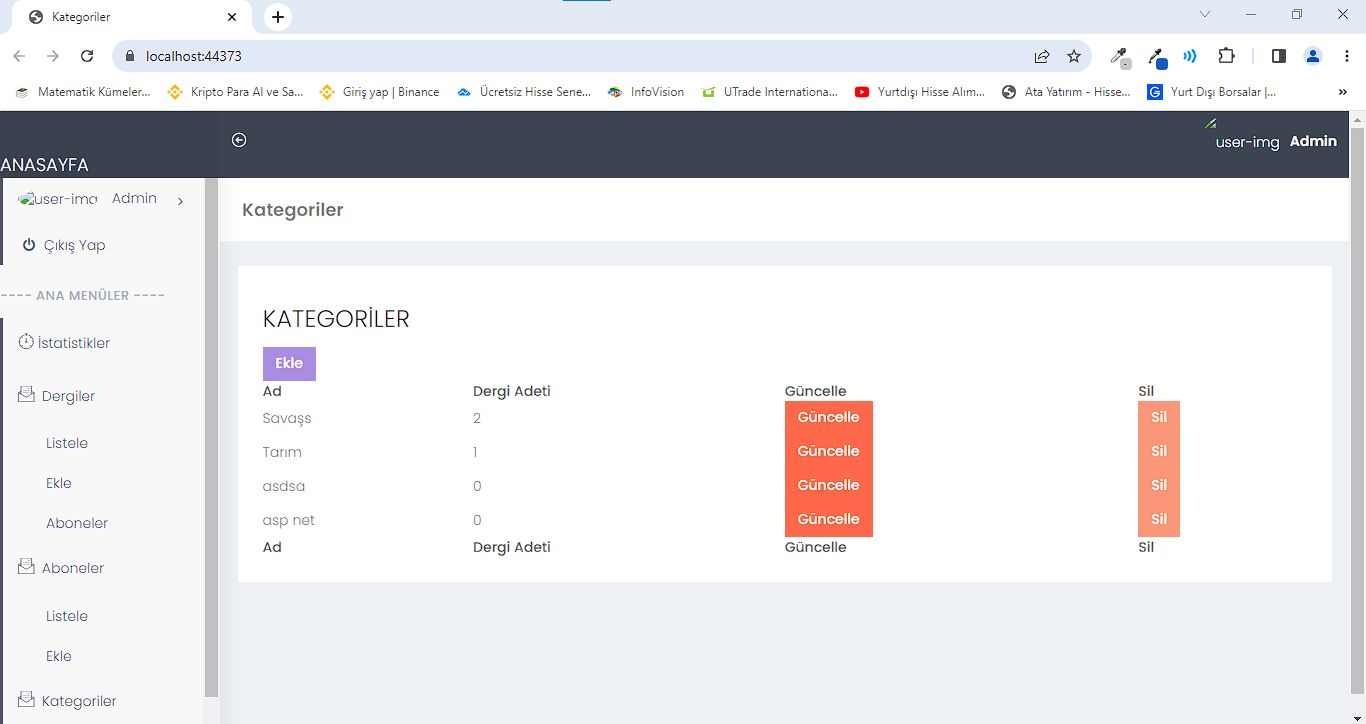 Kategoriler
localhost:44373
Matematik Kümeler... Kripto Para Al ve Sa... Giriş yap | Binance Ücretsiz Hisse Sene... InfoVision UTrade Internationa... Yurtdışı Hisse Alım... Ata Yatırım - Hisse... Yurt Dışı Borsalar |... »
ANASAYFA
user-img Admin
user-img Admin
Çıkış Yap
---- ANA MENÜLER ----
İstatistikler
Dergiler
Listele
Ekle
Aboneler
Aboneler
Listele
Ekle
Kategoriler
Kategoriler
KATEGORİLER
Ekle
Ad Dergi Adeti Güncelle Sil
Savaşs 2 Güncelle Sil
Tarım 1 Güncelle Sil
asdsa 0 Güncelle Sil
asp net 0 Güncelle Sil
Ad Dergi Adeti Güncelle Sil